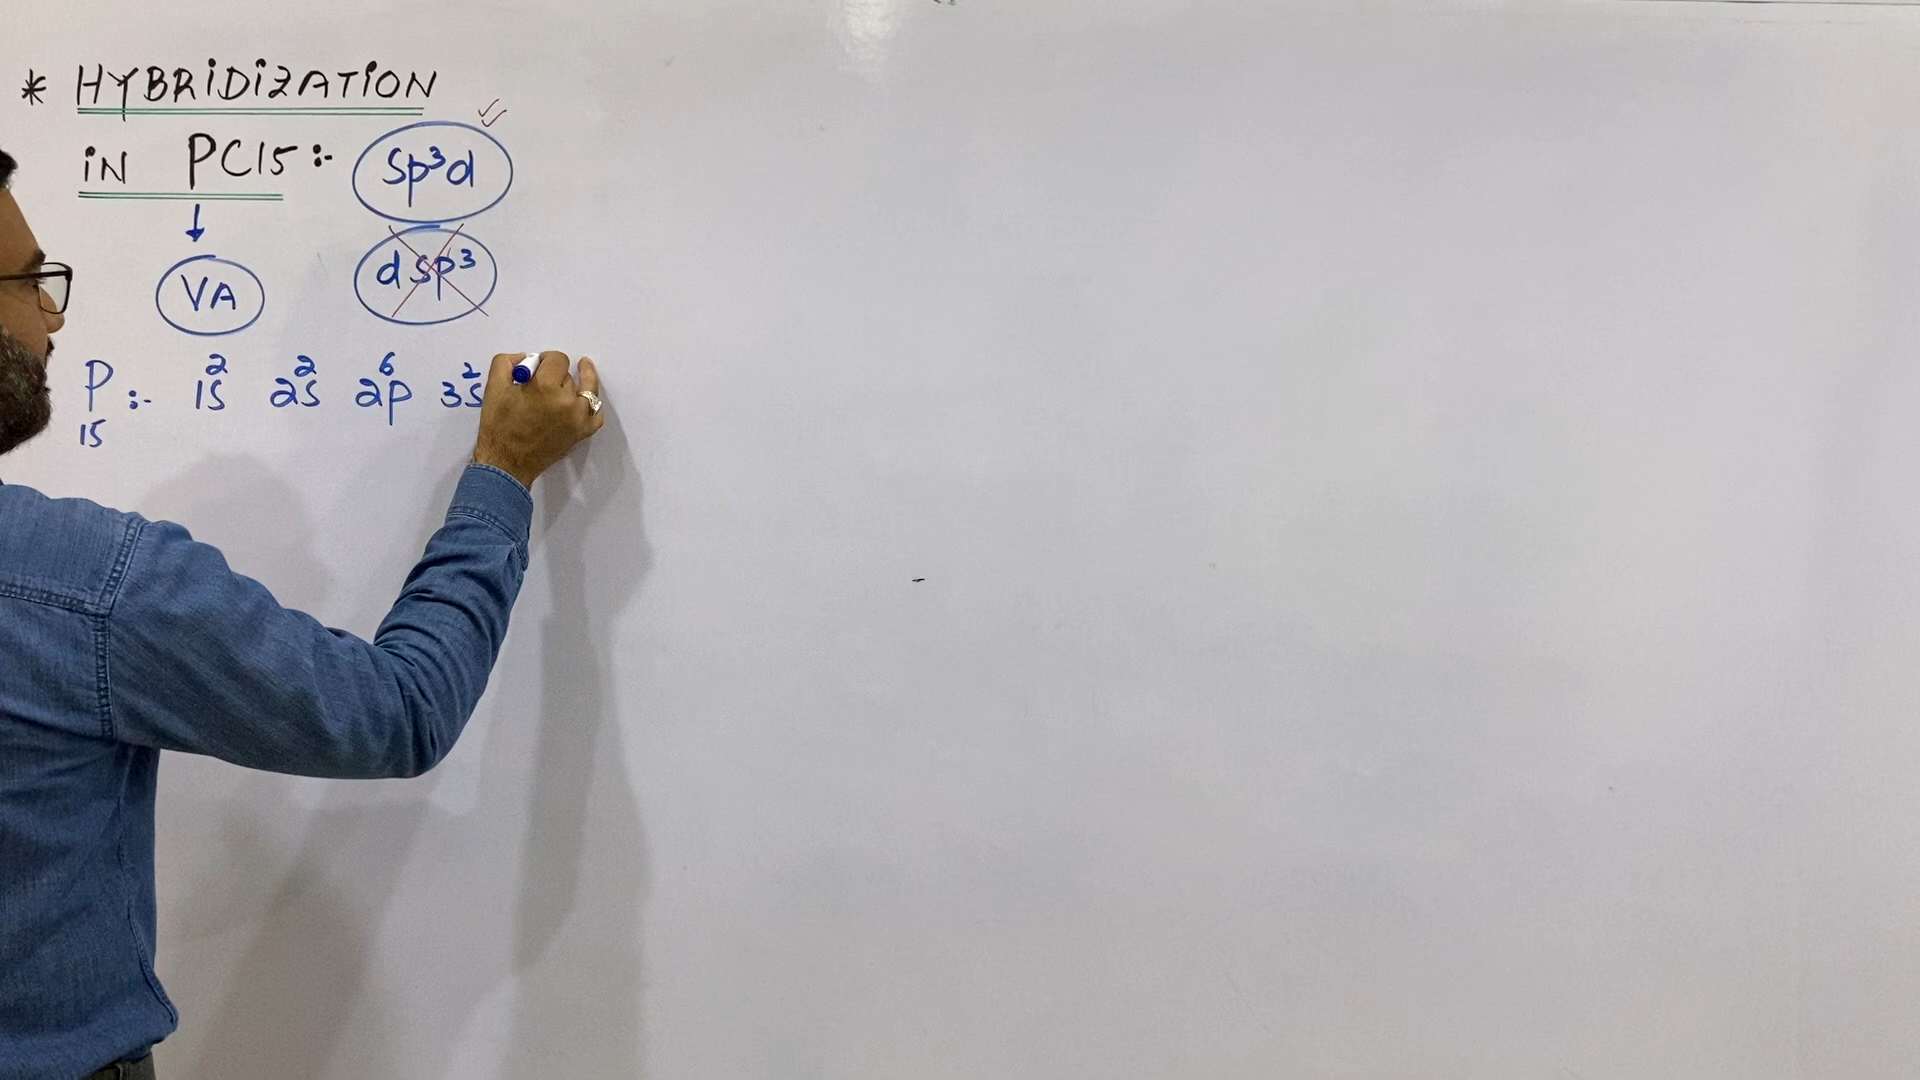 * HYBRiDiZATiON
iN PCl5 :- sp³d
VA dsp³
P :- 1s² 2s² 2p⁶ 3s²
15